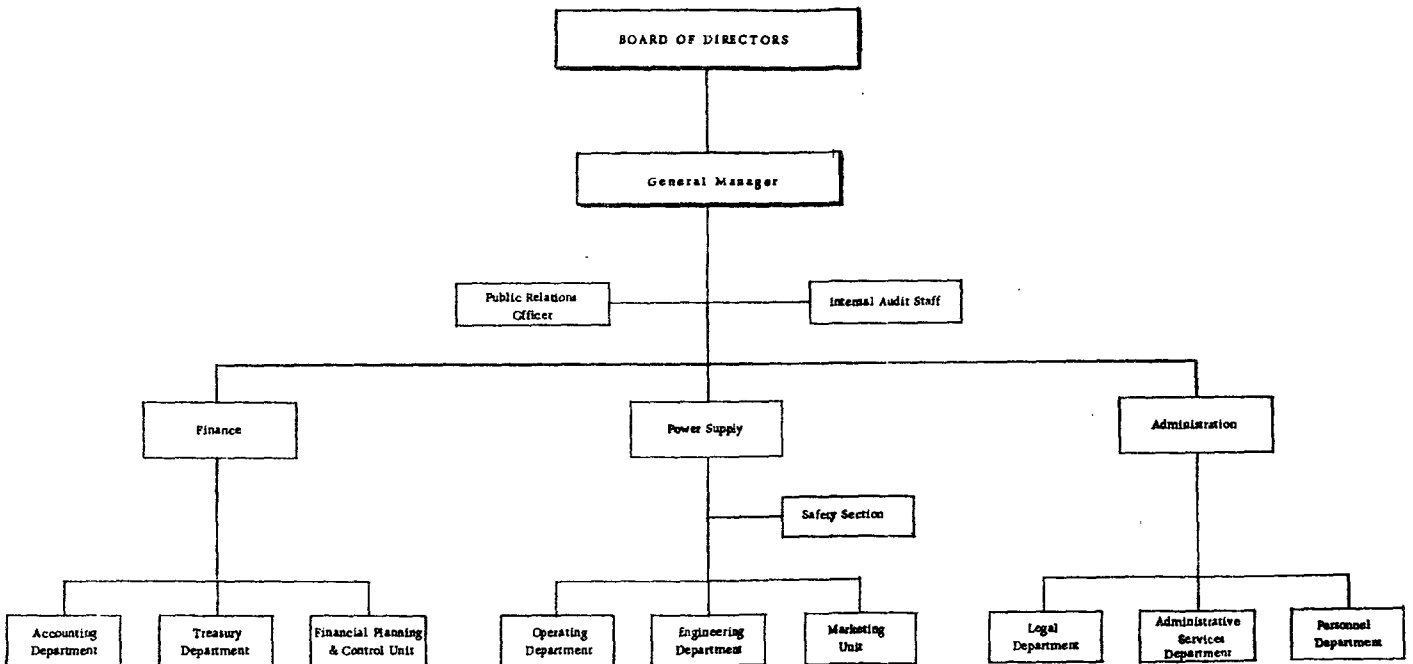 BOARD OF DIRECTORS
General Manager
Public Relations
Officer
Internal Audit Staff
Finance
Power Supply
Administration
Safety Section
Accounting
Department
Treasury
Department
Financial Planning
& Control Unit
Operating
Department
Engineering
Department
Marketing
Unit
Legal
Department
Administrative
Services
Department
Personnel
Department